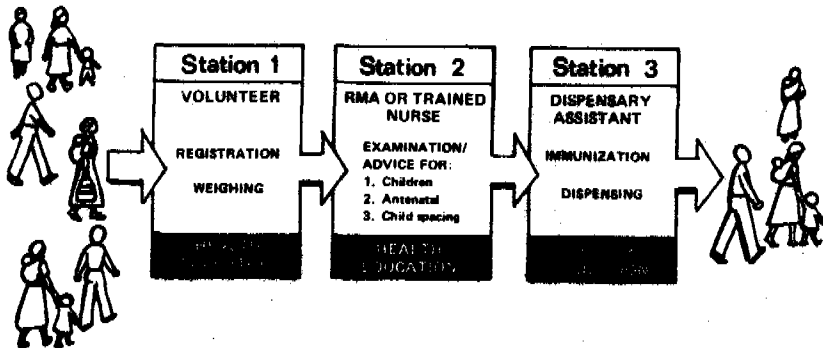 Station 1
VOLUNTEER
REGISTRATION
WEIGHING
HEALTH
Station 2
RMA OR TRAINED
NURSE
EXAMINATION/
ADVICE FOR:
1. Children
2. Antenatal
3. Child spacing
HEALTH
EDUCATION
Station 3
DISPENSARY
ASSISTANT
IMMUNIZATION
DISPENSING